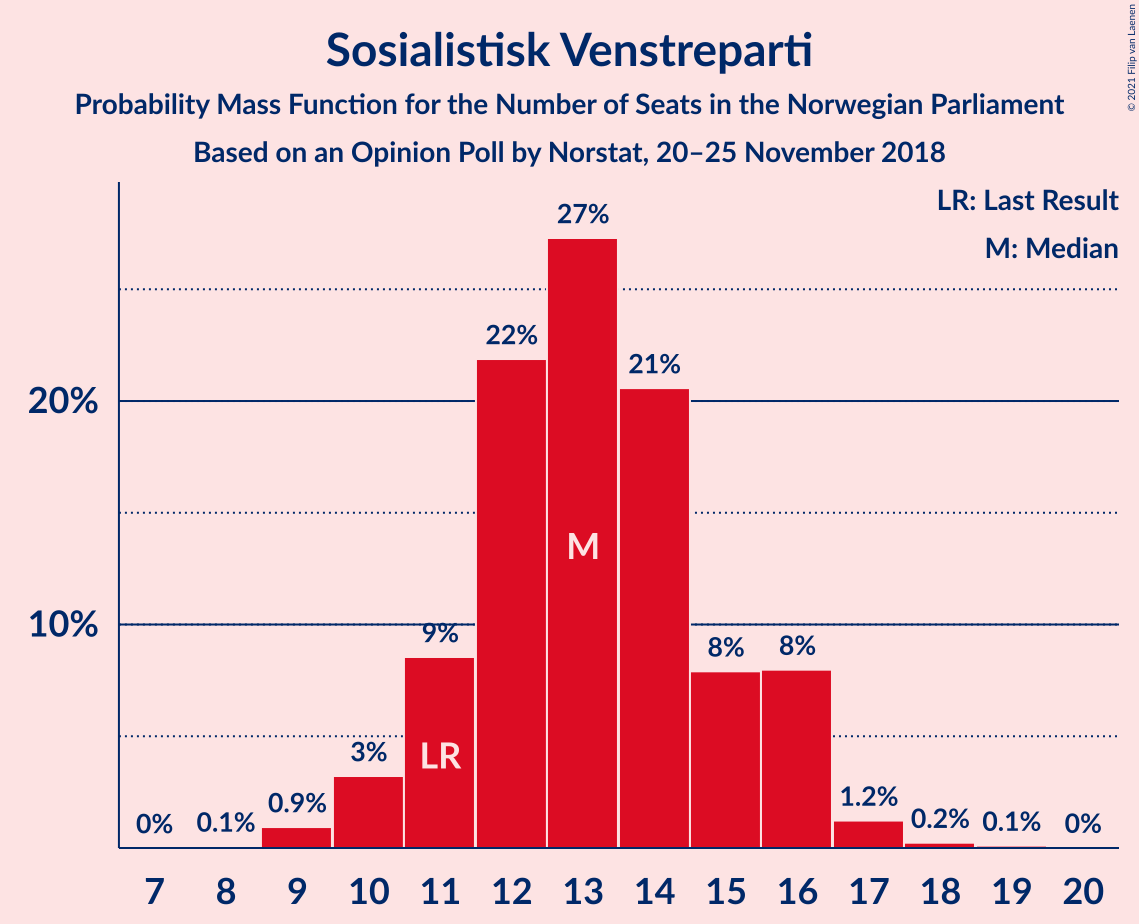 Sosialistisk Venstreparti
Probability Mass Function for the Number of Seats in the Norwegian Parliament
Based on an Opinion Poll by Norstat, 20–25 November 2018
© 2021 Filip van Laenen
LR: Last Result
M: Median
27%
22%
21%
20%
M
10%
9%
8%
8%
3%
LR
0%
0.1%
0.9%
1.2%
0.2%
0.1%
0%
7 8 9 10 11 12 13 14 15 16 17 18 19 20